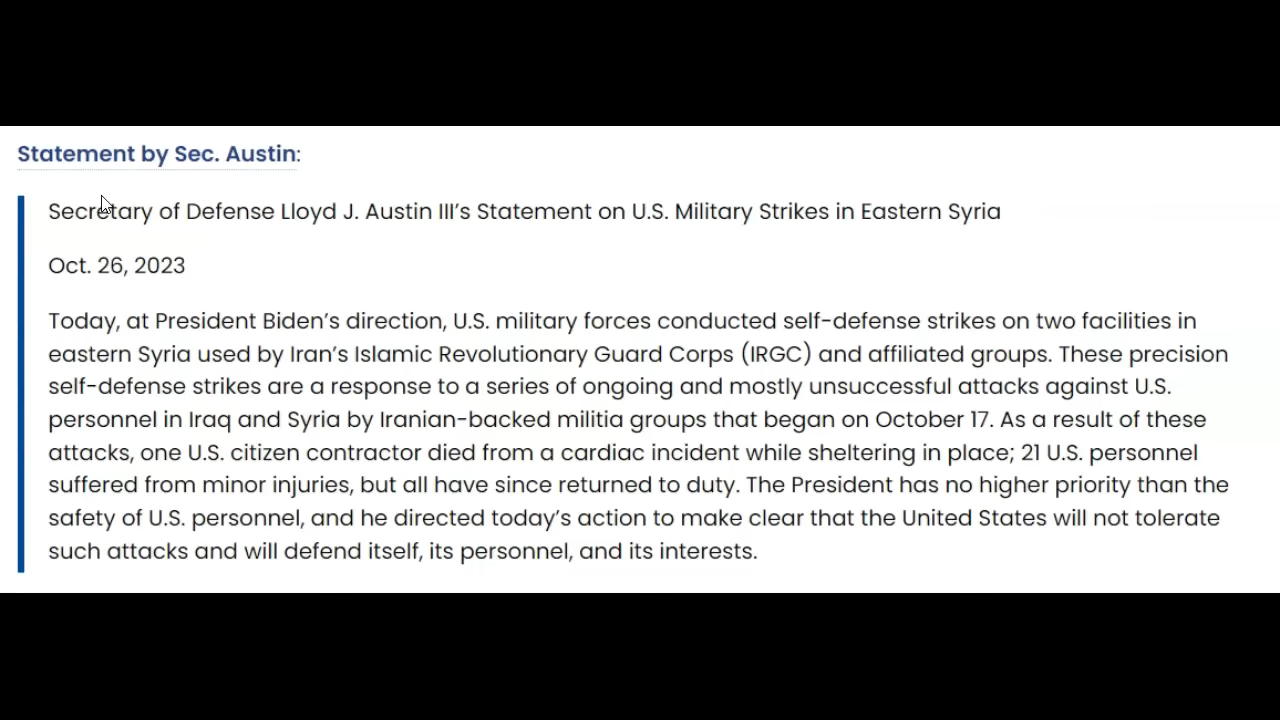 Statement by Sec. Austin:
Secretary of Defense Lloyd J. Austin III’s Statement on U.S. Military Strikes in Eastern Syria
Oct. 26, 2023
Today, at President Biden’s direction, U.S. military forces conducted self-defense strikes on two facilities in
eastern Syria used by Iran’s Islamic Revolutionary Guard Corps (IRGC) and affiliated groups. These precision
self-defense strikes are a response to a series of ongoing and mostly unsuccessful attacks against U.S.
personnel in Iraq and Syria by Iranian-backed militia groups that began on October 17. As a result of these
attacks, one U.S. citizen contractor died from a cardiac incident while sheltering in place; 21 U.S. personnel
suffered from minor injuries, but all have since returned to duty. The President has no higher priority than the
safety of U.S. personnel, and he directed today’s action to make clear that the United States will not tolerate
such attacks and will defend itself, its personnel, and its interests.